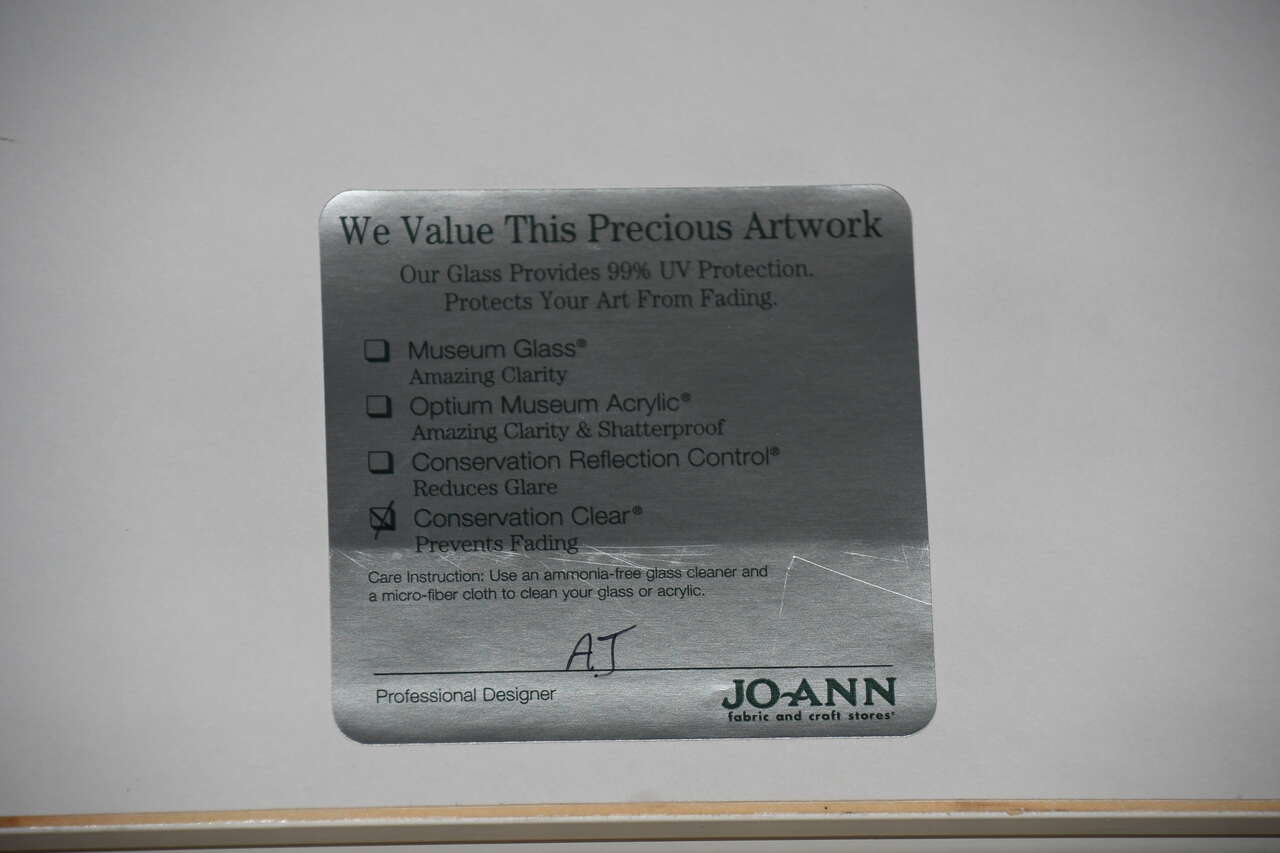 We Value This Precious Artwork
Our Glass Provides 99% UV Protection.
Protects Your Art From Fading.
Museum Glass®
Amazing Clarity
Optium Museum Acrylic®
Amazing Clarity & Shatterproof
Conservation Reflection Control®
Reduces Glare
Conservation Clear®
Prevents Fading
Care Instruction: Use an ammonia-free glass cleaner and
a micro-fiber cloth to clean your glass or acrylic.
A.J
Professional Designer
JO-ANN
fabric and craft stores®